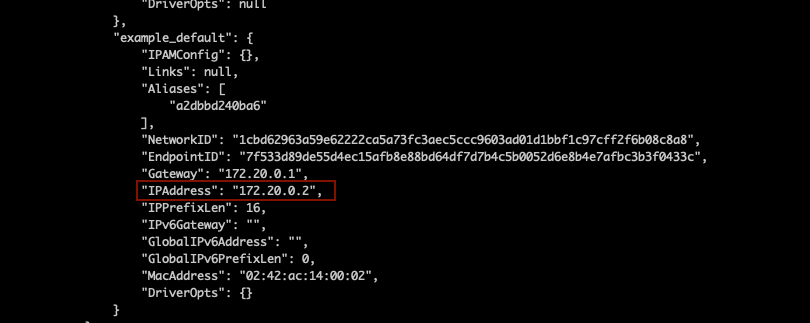 "DriverOpts": null
},
"example_default": {
"IPAMConfig": {},
"Links": null,
"Aliases": [
"a2dbbd240ba6"
],
"NetworkID": "1cbd62963a59e62222ca5a73fc3aec5ccc9603ad01d1bbf1c97cff2f6b08c8a8",
"EndpointID": "7f533d89de55d4ec15afb8e88bd64df7d7b4c5b0052d6e8b4e7afbc3b3f0433c",
"Gateway": "172.20.0.1",
"IPAddress": "172.20.0.2",
"IPPrefixLen": 16,
"IPv6Gateway": "",
"GlobalIPv6Address": "",
"GlobalIPv6PrefixLen": 0,
"MacAddress": "02:42:ac:14:00:02",
"DriverOpts": {}
}
}